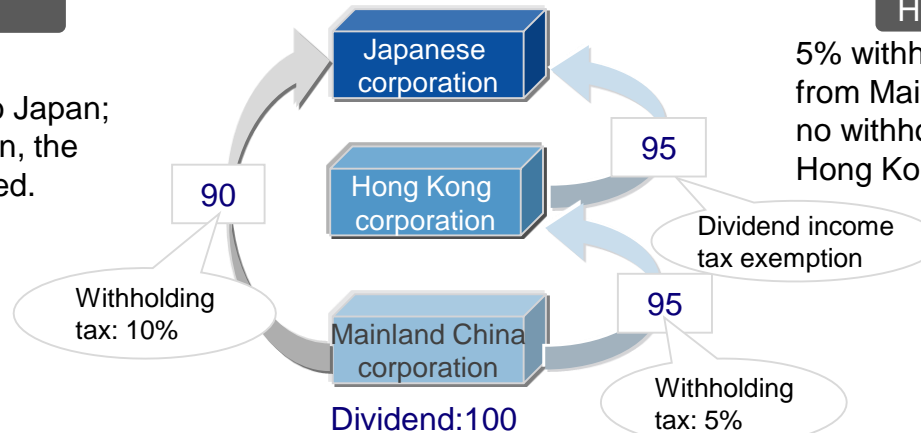 H
5% withh
from Mai
no withho
Hong Ko
o Japan;
n, the
ed.
Japanese
corporation
95
90
Hong Kong
corporation
Dividend income
tax exemption
Withholding
tax: 10%
95
Mainland China
corporation
Withholding
tax: 5%
Dividend:100